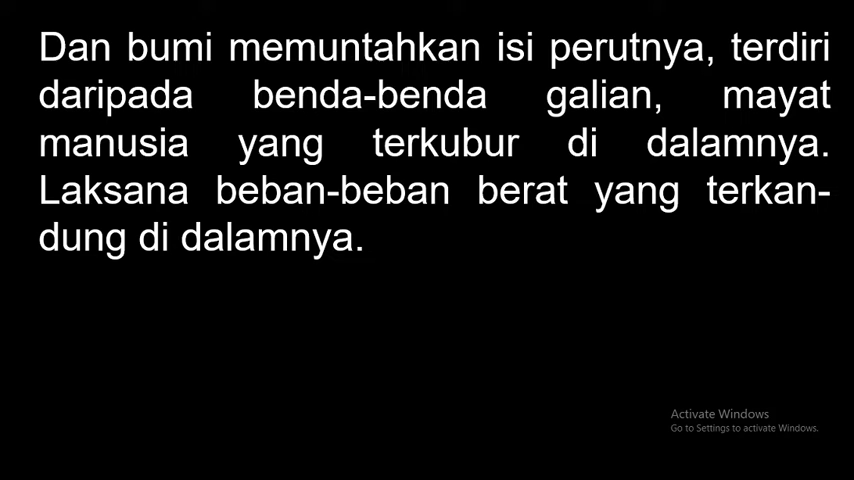 Dan bumi memuntahkan isi perutnya, terdiri
daripada benda-benda galian, mayat
manusia yang terkubur di dalamnya.
Laksana beban-beban berat yang terkan-
dung di dalamnya.
Activate Windows
Go to Settings to activate Windows.